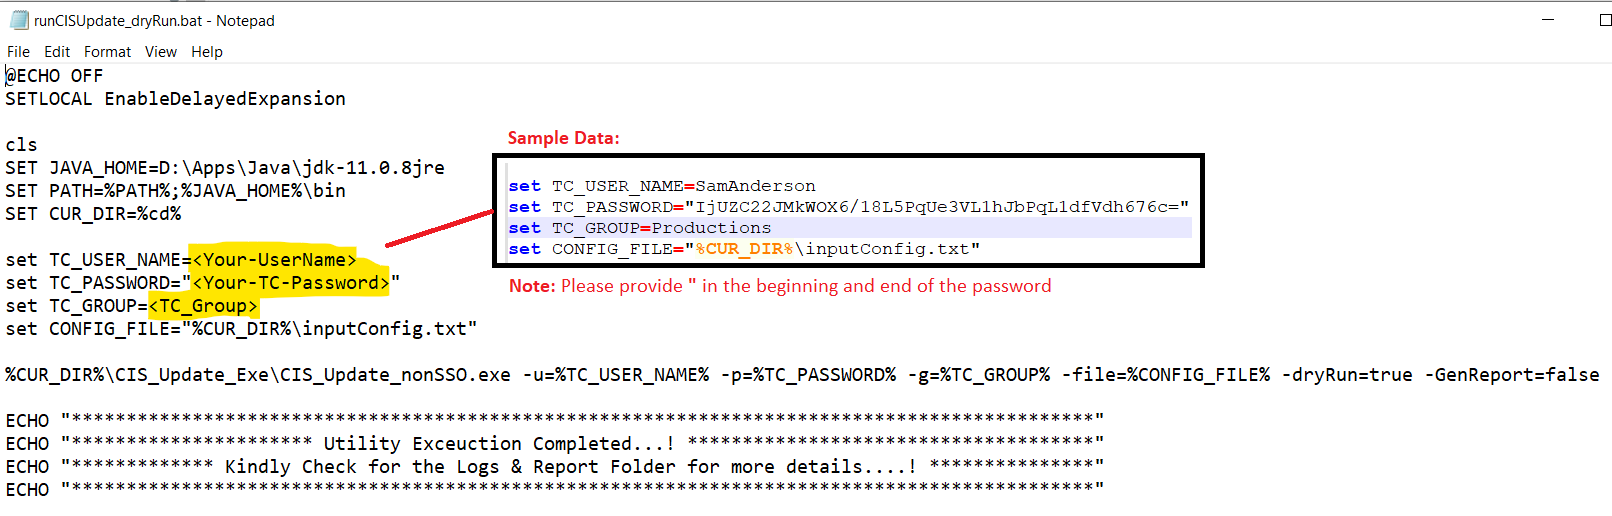 runCISUpdate_dryRun.bat - Notepad
File Edit Format View Help
@ECHO OFF
SETLOCAL EnableDelayedExpansion
cls
SET JAVA_HOME=D:\Apps\Java\jdk-11.0.8jre
SET PATH=%PATH%;%JAVA_HOME%\bin
SET CUR_DIR=%cd%
set TC_USER_NAME=<Your-UserName>
set TC_PASSWORD="<Your-TC-Password>"
set TC_GROUP=<TC_Group>
set CONFIG_FILE="%CUR_DIR%\inputConfig.txt"
Sample Data:
set TC_USER_NAME=SamAnderson
set TC_PASSWORD="IjUZC22JMkWOX6/18L5PqUe3VL1hJbPqL1dfVdh676c="
set TC_GROUP=Productions
set CONFIG_FILE="%CUR_DIR%\inputConfig.txt"
Note: Please provide " in the beginning and end of the password
%CUR_DIR%\CIS_Update_Exe\CIS_Update_nonSSO.exe -u=%TC_USER_NAME% -p=%TC_PASSWORD% -g=%TC_GROUP% -file=%CONFIG_FILE% -dryRun=true -GenReport=false
ECHO "*********************************************************************************************"
ECHO "********************** Utility Exceuction Completed...! *************************************"
ECHO "************* Kindly Check for the Logs & Report Folder for more details....! ***************"
ECHO "*********************************************************************************************"